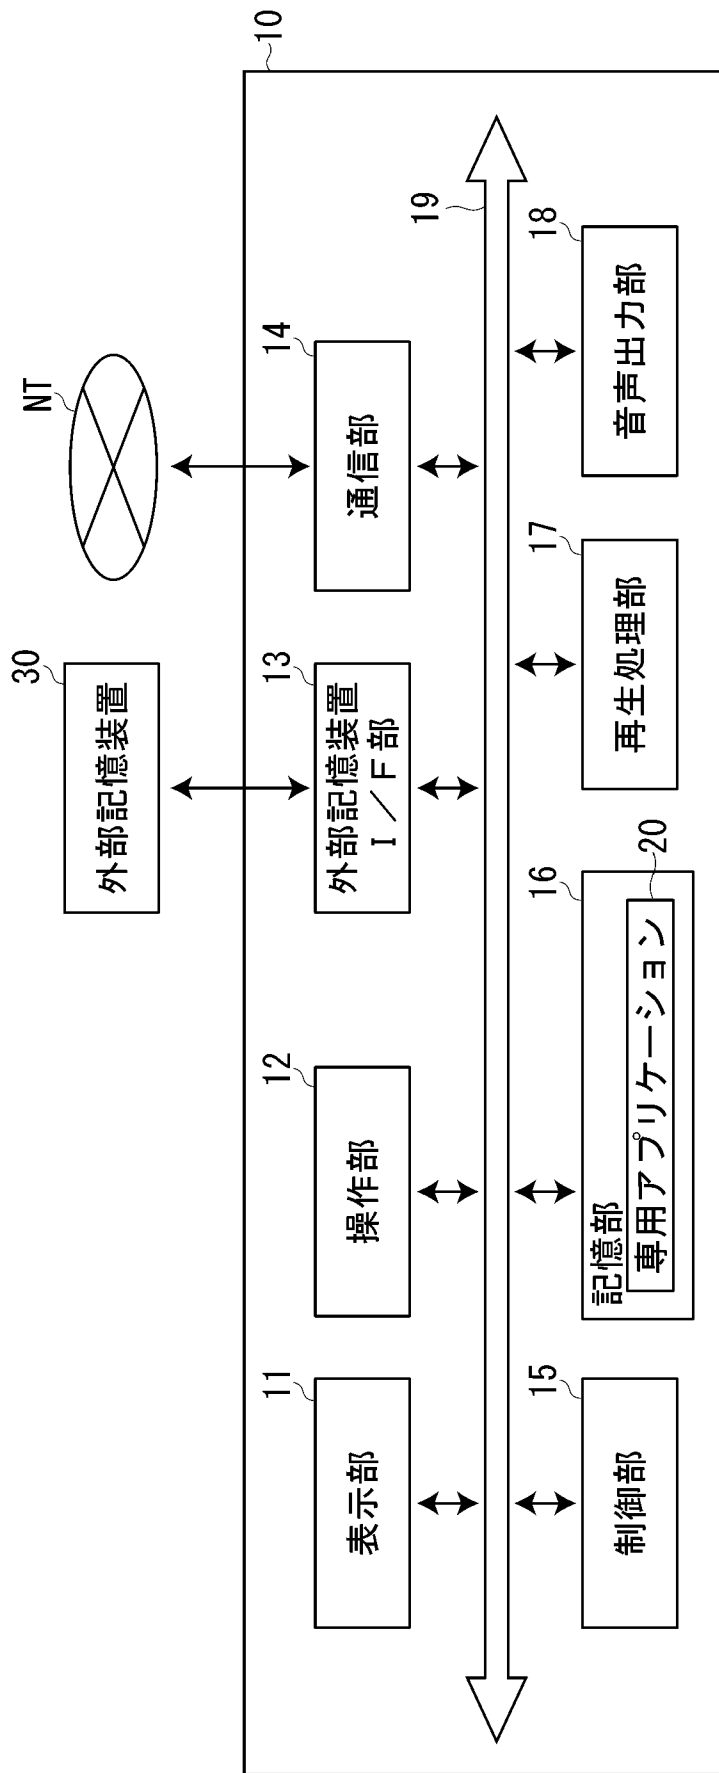 10
NT
30
外部記憶装置
11
表示部
12
操作部
13
外部記憶装置
I／F部
14
通信部
19
15
制御部
16
記憶部
20
専用アプリケーション
17
再生処理部
18
音声出力部